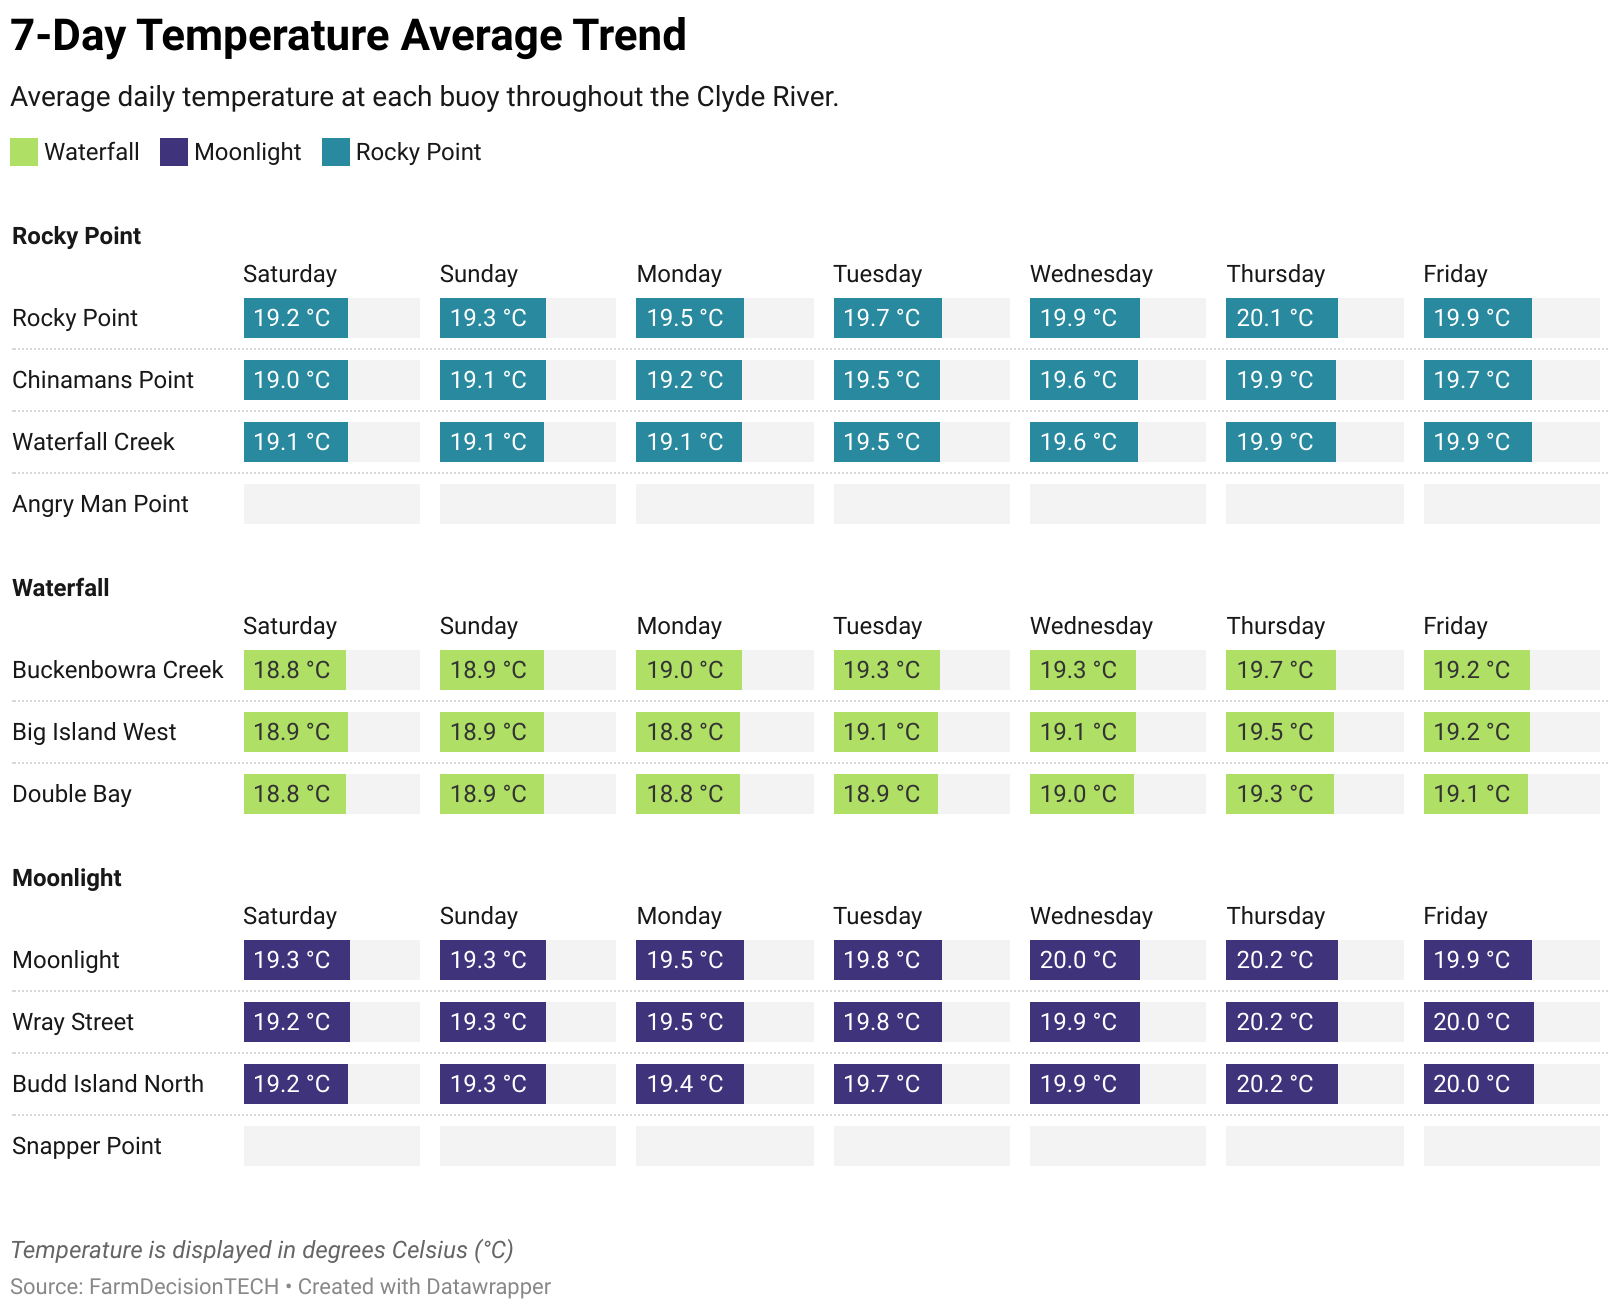 7-Day Temperature Average Trend
Average daily temperature at each buoy throughout the Clyde River.
Waterfall Moonlight Rocky Point
Rocky Point
Saturday Sunday Monday Tuesday Wednesday Thursday Friday
Rocky Point 19.2 °C 19.3 °C 19.5 °C 19.7 °C 19.9 °C 20.1 °C 19.9 °C
Chinamans Point 19.0 °C 19.1 °C 19.2 °C 19.5 °C 19.6 °C 19.9 °C 19.7 °C
Waterfall Creek 19.1 °C 19.1 °C 19.1 °C 19.5 °C 19.6 °C 19.9 °C 19.9 °C
Angry Man Point
Waterfall
Saturday Sunday Monday Tuesday Wednesday Thursday Friday
Buckenbowra Creek 18.8 °C 18.9 °C 19.0 °C 19.3 °C 19.3 °C 19.7 °C 19.2 °C
Big Island West 18.9 °C 18.9 °C 18.8 °C 19.1 °C 19.1 °C 19.5 °C 19.2 °C
Double Bay 18.8 °C 18.9 °C 18.8 °C 18.9 °C 19.0 °C 19.3 °C 19.1 °C
Moonlight
Saturday Sunday Monday Tuesday Wednesday Thursday Friday
Moonlight 19.3 °C 19.3 °C 19.5 °C 19.8 °C 20.0 °C 20.2 °C 19.9 °C
Wray Street 19.2 °C 19.3 °C 19.5 °C 19.8 °C 19.9 °C 20.2 °C 20.0 °C
Budd Island North 19.2 °C 19.3 °C 19.4 °C 19.7 °C 19.9 °C 20.2 °C 20.0 °C
Snapper Point
Temperature is displayed in degrees Celsius (°C)
Source: FarmDecisionTECH • Created with Datawrapper